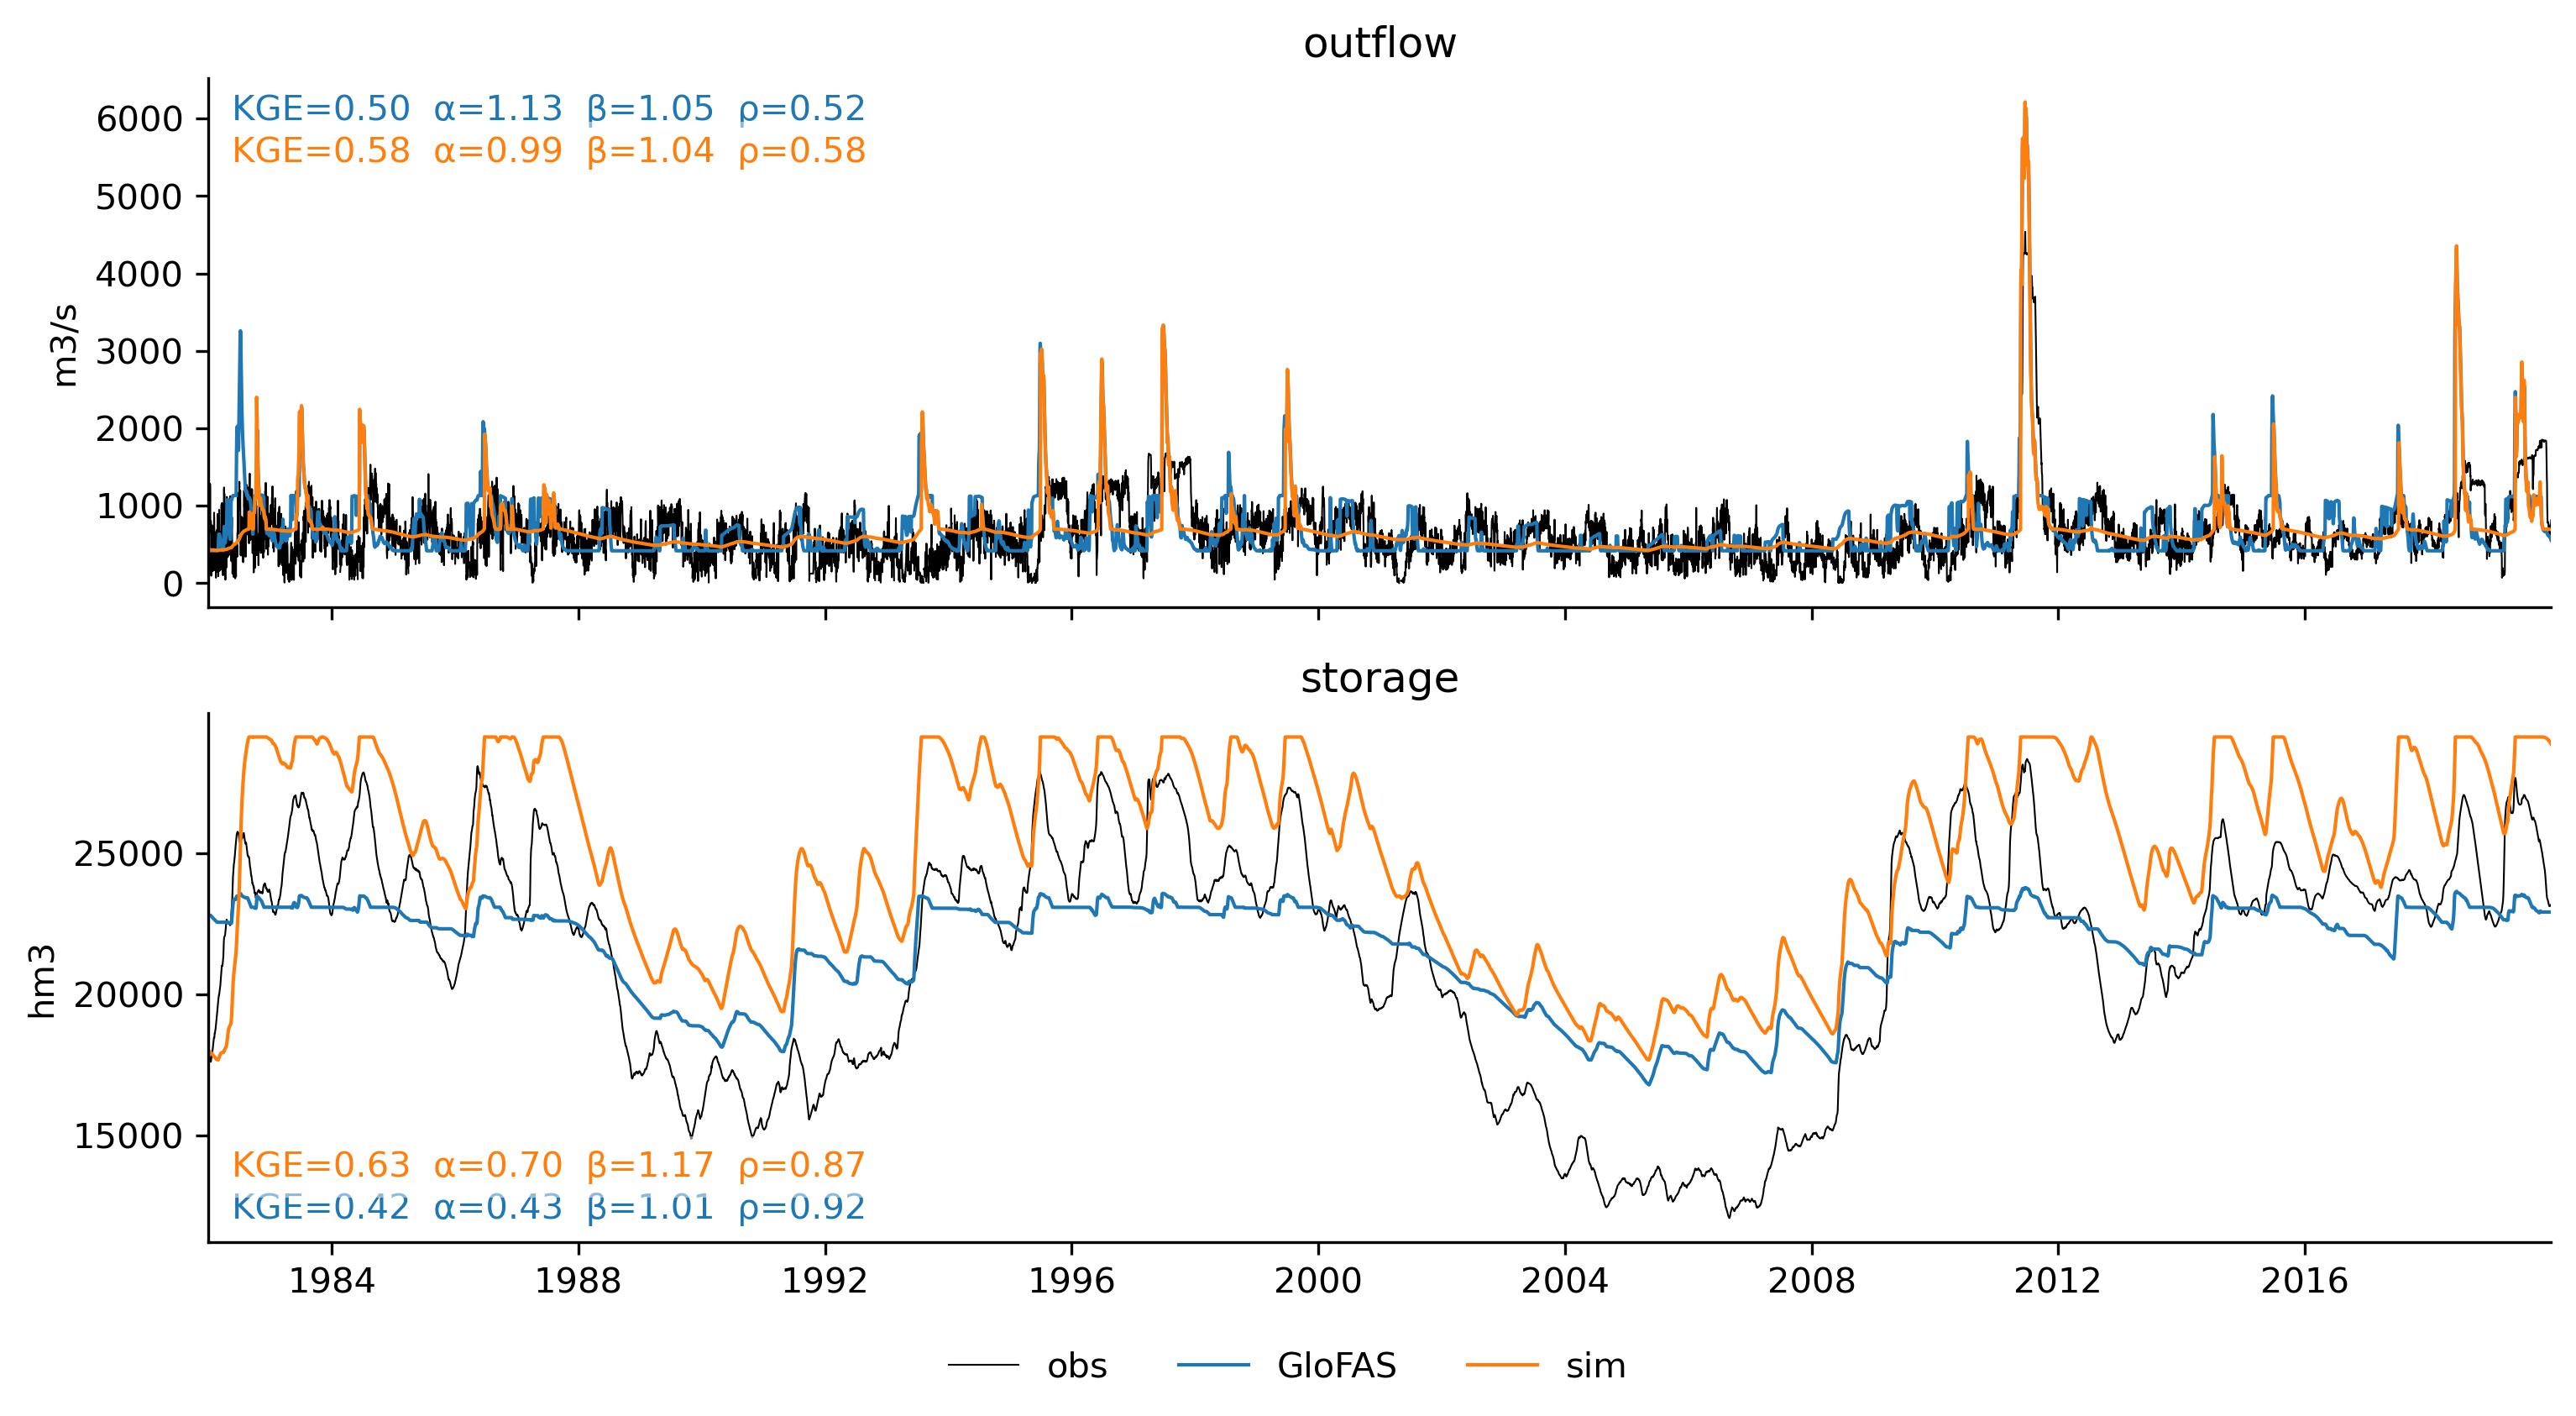 outflow
KGE=0.50 α=1.13 β=1.05 ρ=0.52
KGE=0.58 α=0.99 β=1.04 ρ=0.58
6000
5000
4000
3000
2000
1000
0
m3/s
storage
25000
20000
15000
hm3
KGE=0.63 α=0.70 β=1.17 ρ=0.87
KGE=0.42 α=0.43 β=1.01 ρ=0.92
1984 1988 1992 1996 2000 2004 2008 2012 2016
obs GloFAS sim